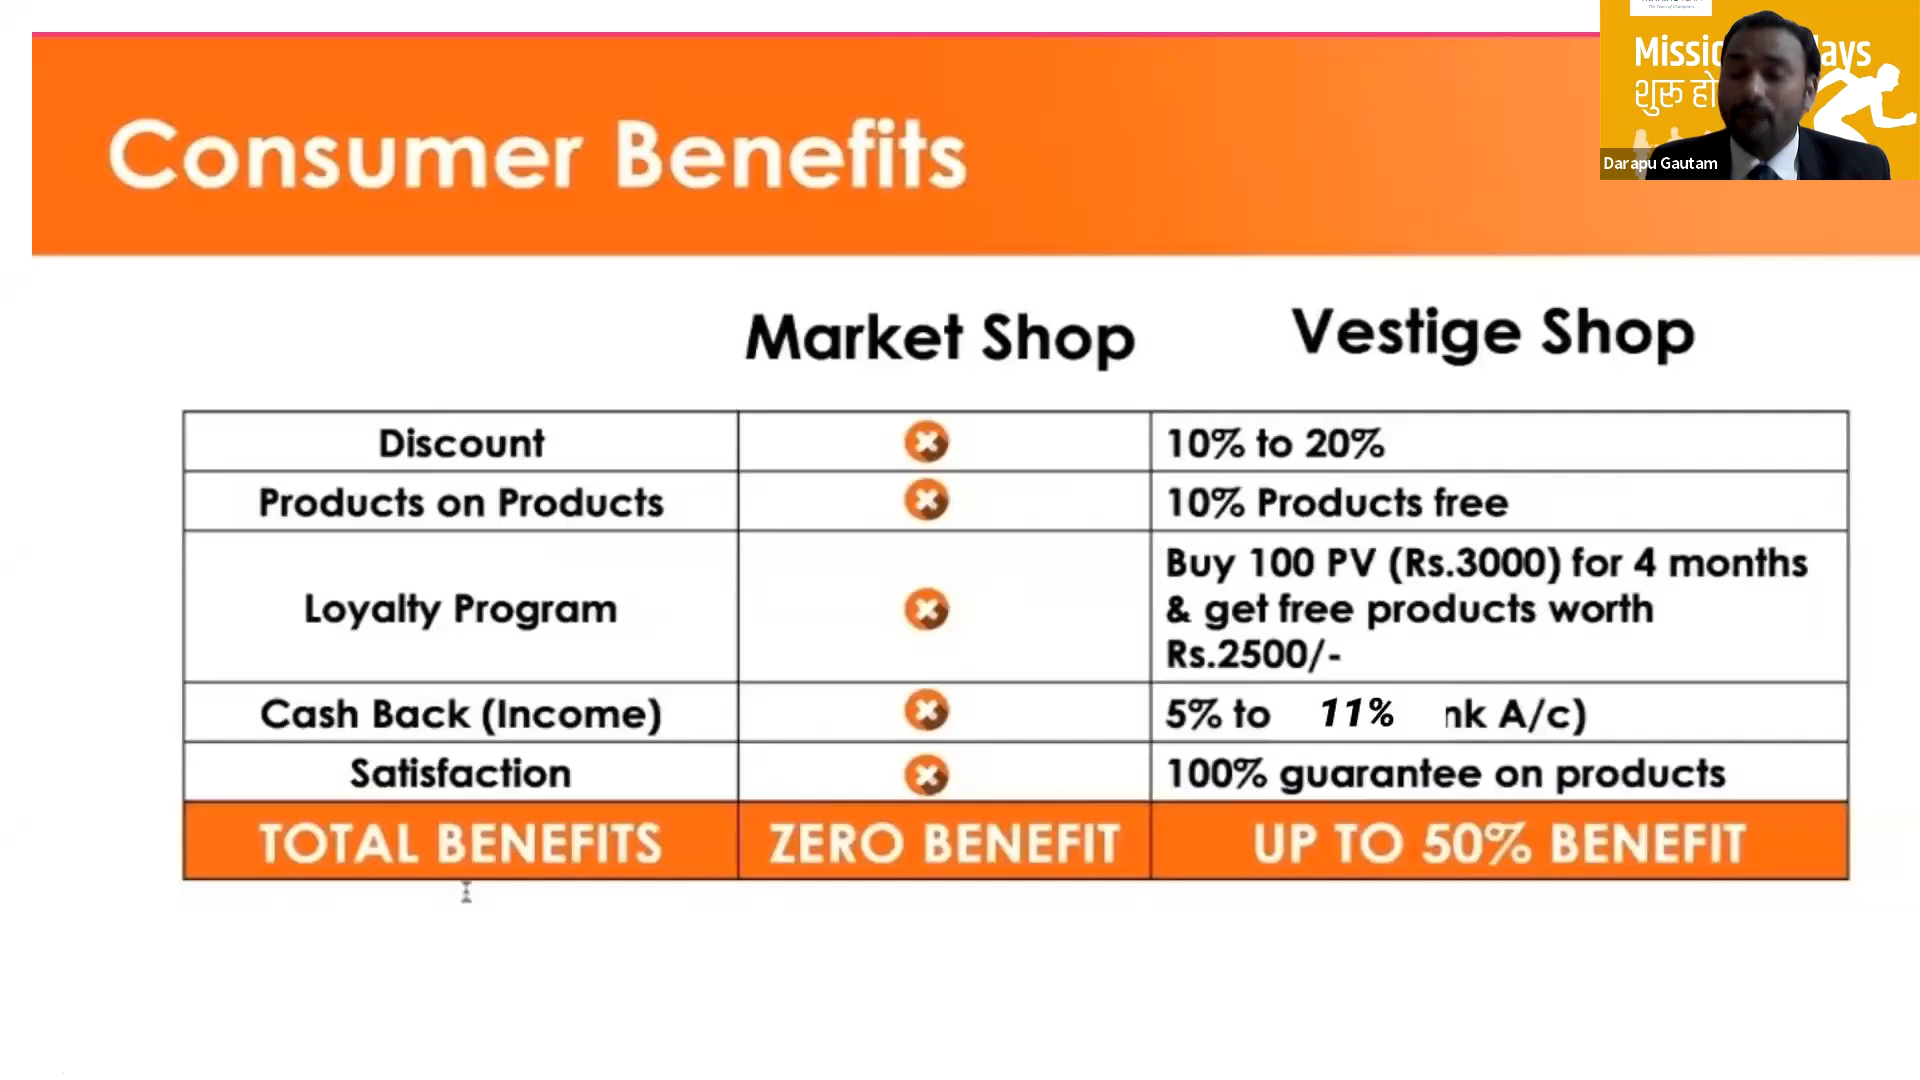 Consumer Benefits
Darapu Gautam
Market Shop
Vestige Shop
Discount
10% to 20%
Products on Products
10% Products free
Loyalty Program
Buy 100 PV (Rs.3000) for 4 months
& get free products worth
Rs.2500/-
Cash Back (Income)
5% to 11% nk A/c)
Satisfaction
100% guarantee on products
TOTAL BENEFITS
ZERO BENEFIT
UP TO 50% BENEFIT